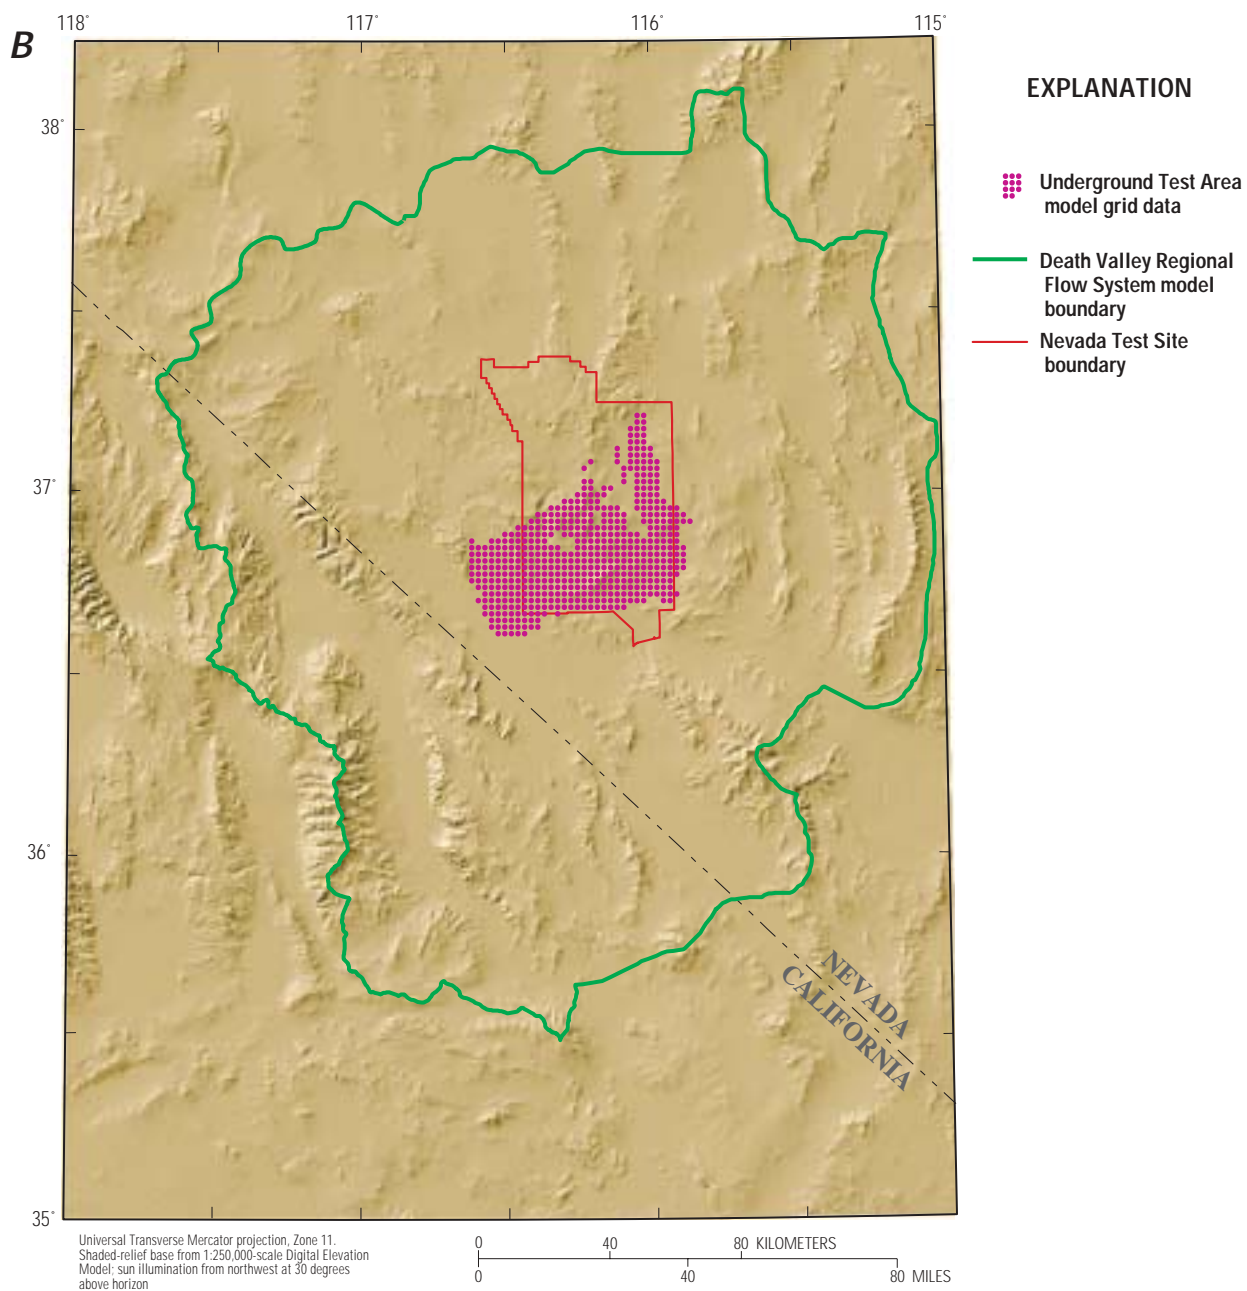 B
118°
117°
116°
115°
38°
37°
36°
35°
EXPLANATION
Underground Test Area
model grid data
Death Valley Regional
Flow System model
boundary
Nevada Test Site
boundary
NEVADA
CALIFORNIA
Universal Transverse Mercator projection, Zone 11.
Shaded-relief base from 1:250,000-scale Digital Elevation
Model; sun illumination from northwest at 30 degrees
above horizon
0 40 80 KILOMETERS
0 40 80 MILES